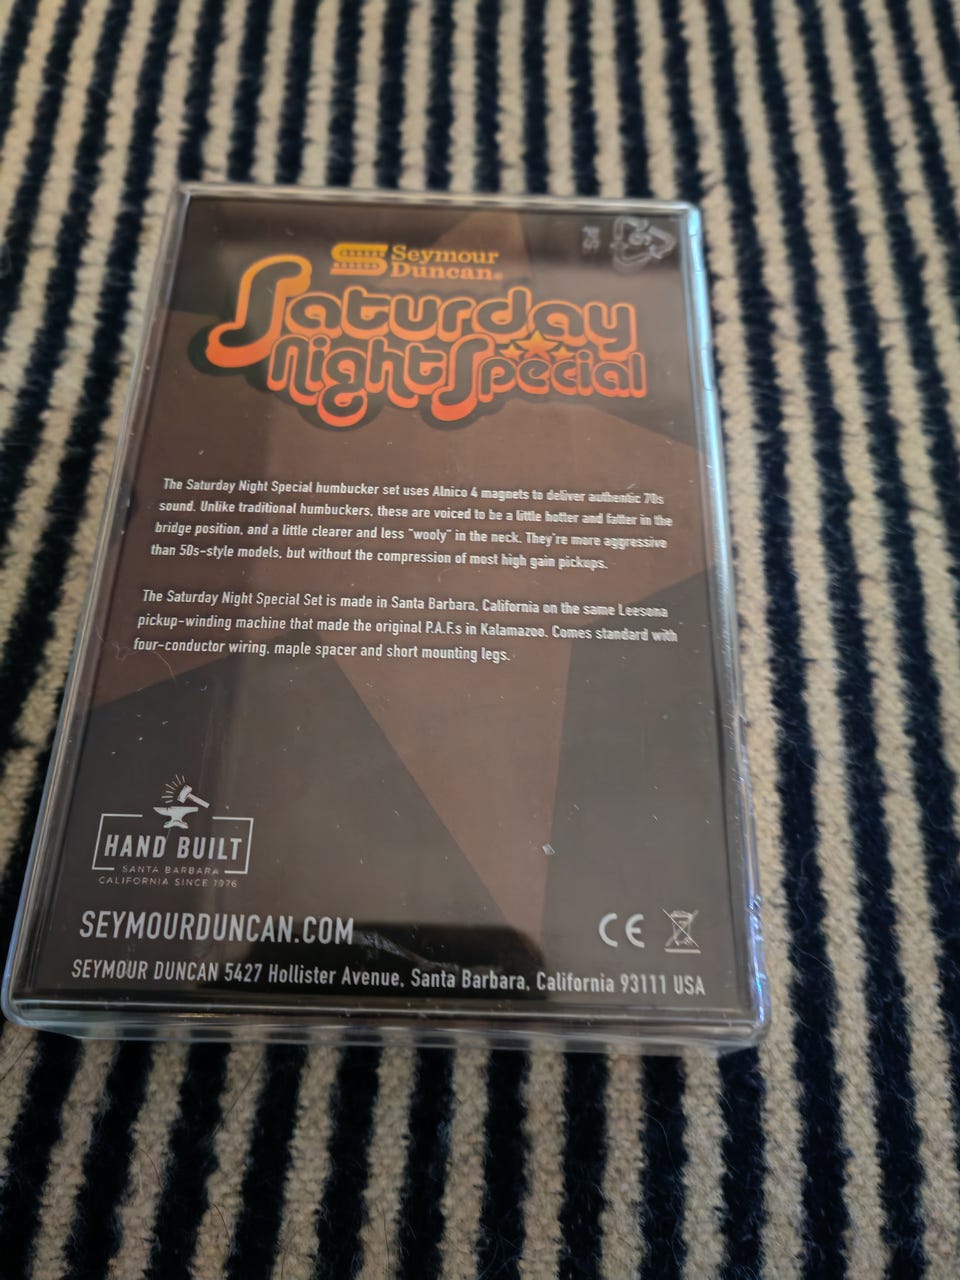 Seymour
Duncan®
Saturday
Night Special
The Saturday Night Special humbucker set uses Alnico 4 magnets to deliver authentic 70s
sound. Unlike traditional humbuckers, these are voiced to be a little hotter and fatter in the
bridge position, and a little clearer and less "wooly" in the neck. They're more aggressive
than 50s-style models, but without the compression of most high gain pickups.
The Saturday Night Special Set is made in Santa Barbara, California on the same Leesona
pickup-winding machine that made the original P.A.F.s in Kalamazoo. Comes standard with
four-conductor wiring, maple spacer and short mounting legs.
HAND BUILT
SANTA BARBARA
CALIFORNIA SINCE 1976
SEYMOURDUNCAN.COM
CE
SEYMOUR DUNCAN 5427 Hollister Avenue, Santa Barbara, California 93111 USA